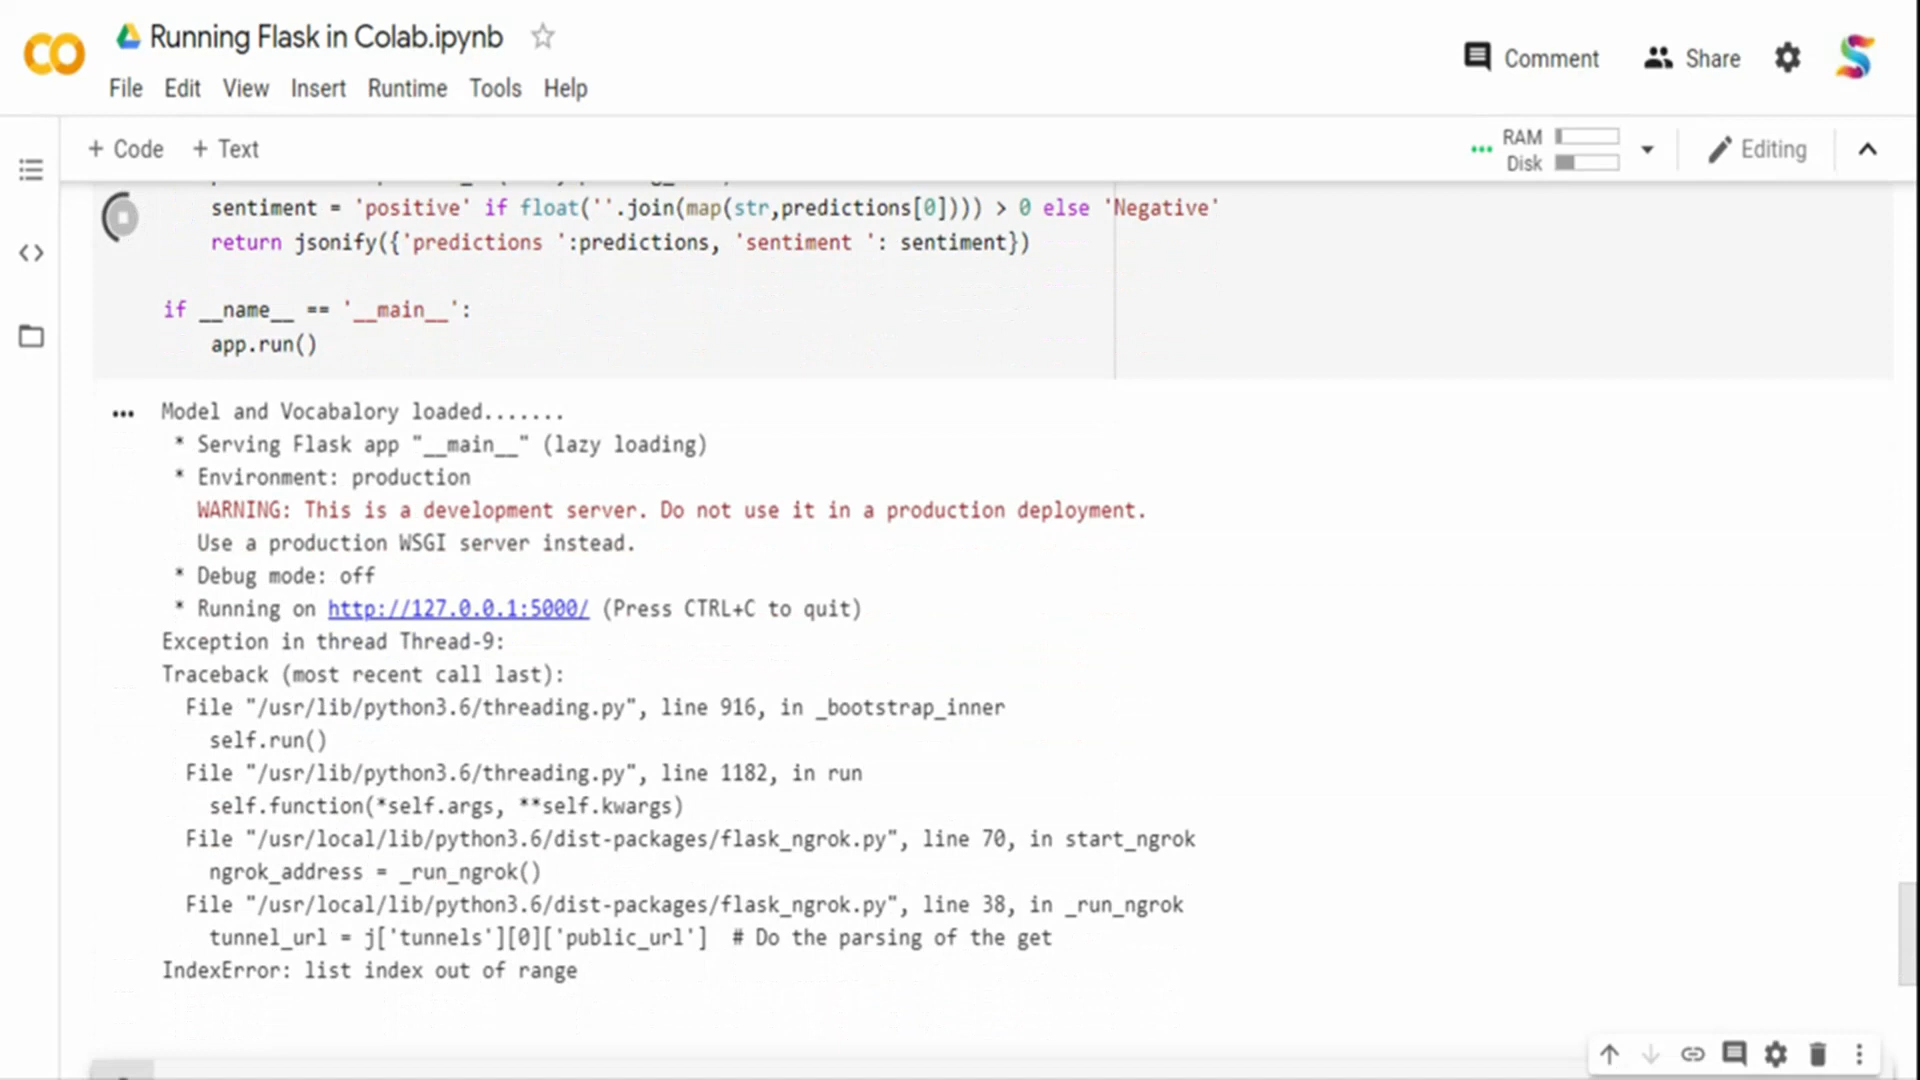 Running Flask in Colab.ipynb
Comment
Share
File Edit View Insert Runtime Tools Help
+ Code + Text
RAM
Disk
Editing
sentiment = 'positive' if float(''.join(map(str,predictions[0]))) > 0 else 'Negative'
return jsonify({'predictions ':predictions, 'sentiment ': sentiment})
if __name__ == '__main__':
app.run()
Model and Vocabalory loaded.......
* Serving Flask app "__main__" (lazy loading)
* Environment: production
WARNING: This is a development server. Do not use it in a production deployment.
Use a production WSGI server instead.
* Debug mode: off
* Running on http://127.0.0.1:5000/ (Press CTRL+C to quit)
Exception in thread Thread-9:
Traceback (most recent call last):
File "/usr/lib/python3.6/threading.py", line 916, in _bootstrap_inner
self.run()
File "/usr/lib/python3.6/threading.py", line 1182, in run
self.function(*self.args, **self.kwargs)
File "/usr/local/lib/python3.6/dist-packages/flask_ngrok.py", line 70, in start_ngrok
ngrok_address = _run_ngrok()
File "/usr/local/lib/python3.6/dist-packages/flask_ngrok.py", line 38, in _run_ngrok
tunnel_url = j['tunnels'][0]['public_url'] # Do the parsing of the get
IndexError: list index out of range